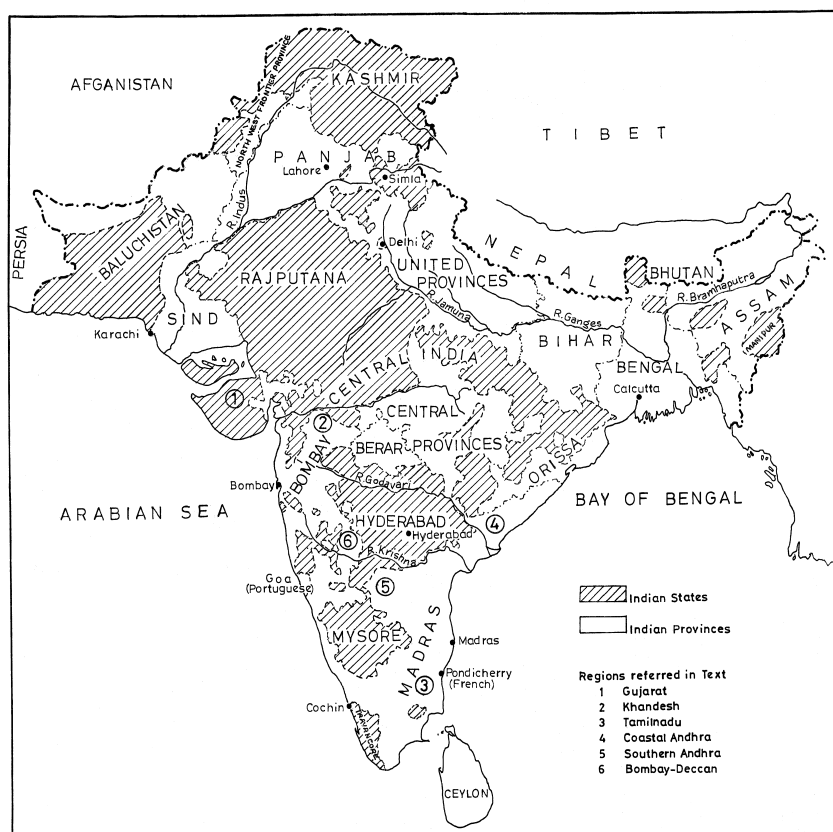 AFGANISTAN
NORTH WEST FRONTIER PROVINCE
KASHMIR
TIBET
PANJAB
Lahore
Simla
R.Indus
PERSIA
BALUCHISTAN
Delhi
NEPAL
RAJPUTANA
UNITED
PROVINCES
BHUTAN
R.Bramhaputra
ASSAM
R.Jamuna
R.Ganges
SIND
Karachi
BIHAR
MANIPUR
CENTRAL INDIA
BENGAL
Calcutta
1
2
CENTRAL
PROVINCES
BERAR
ORISSA
BOMBAY
Bombay
R.Godavari
ARABIAN SEA
BAY OF BENGAL
HYDERABAD
Hyderabad
4
6
R.Krishna
Goa
(Portuguese)
5
MYSORE
MADRAS
Madras
Pondicherry
(French)
3
Cochin
TRAVANCORE
CEYLON
Indian States
Indian Provinces
Regions referred in Text
1 Gujarat
2 Khandesh
3 Tamilnadu
4 Coastal Andhra
5 Southern Andhra
6 Bombay-Deccan